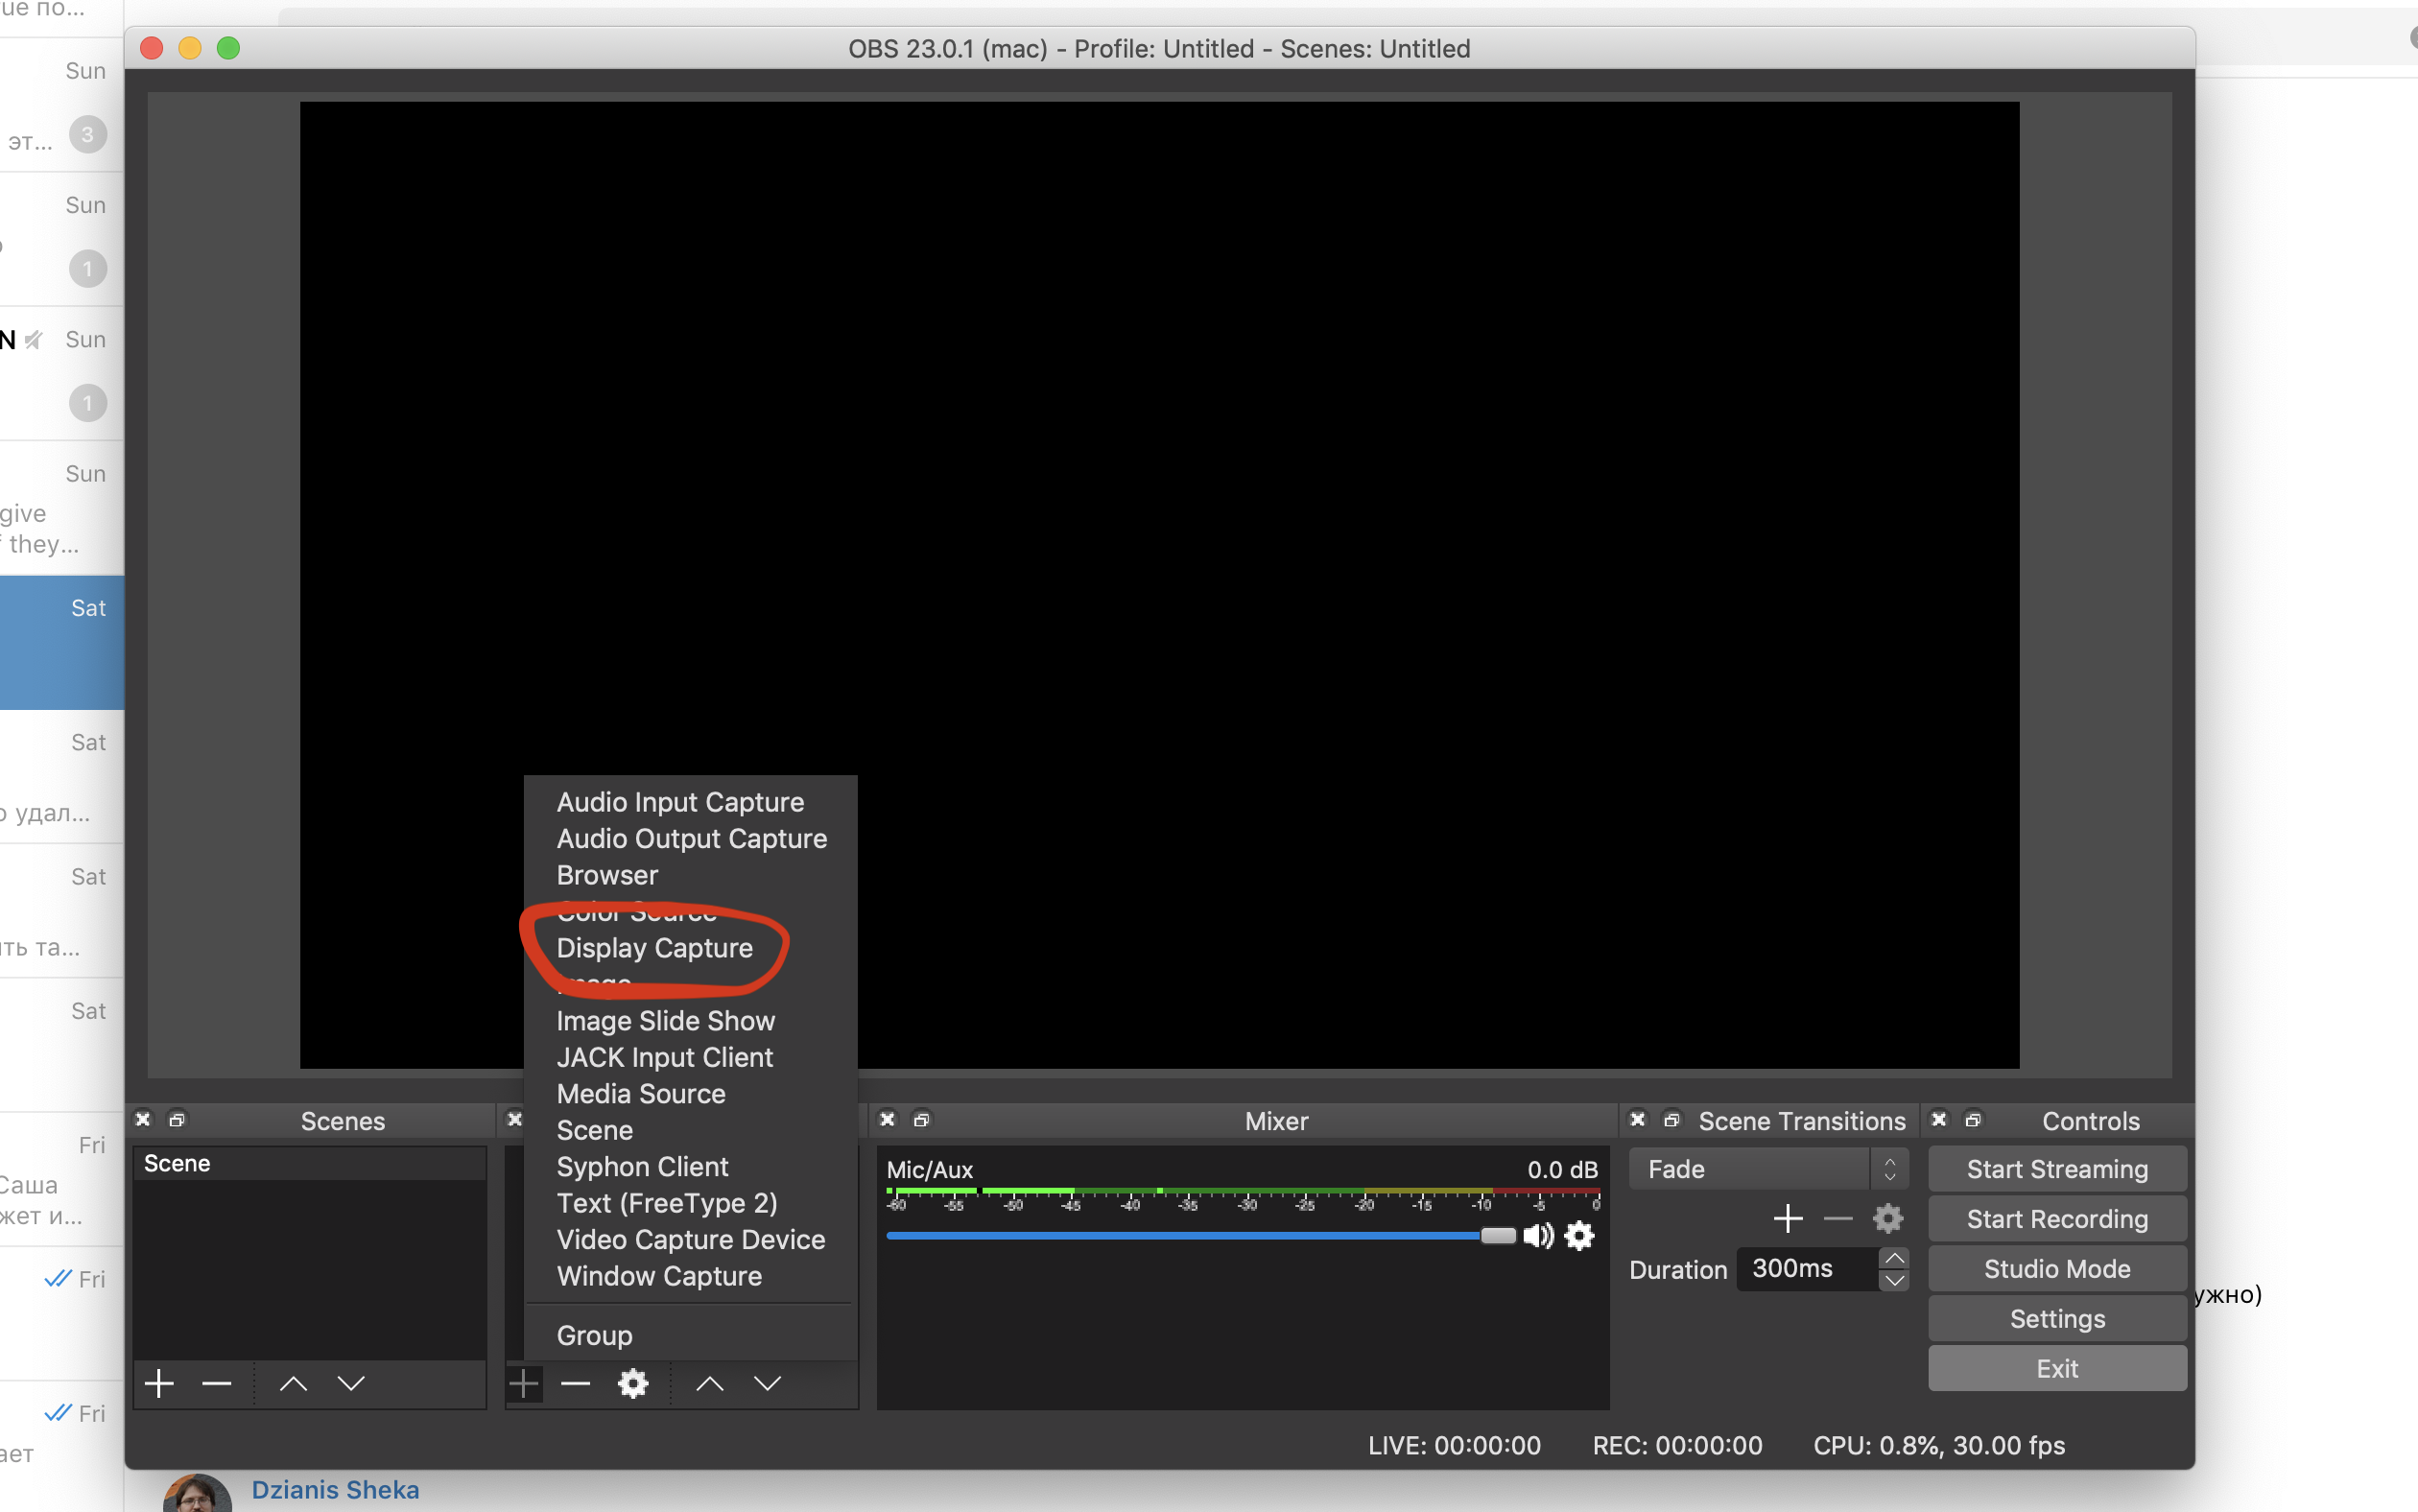 ue по...
Sun
эт...
3
Sun
1
N
Sun
1
Sun
give
they...
Sat
Sat
удал...
Sat
ть та...
Sat
Fri
Саша
жет и...
Fri
Fri
ает
Dzianis Sheka
ужно)
OBS 23.0.1 (mac) - Profile: Untitled - Scenes: Untitled
Audio Input Capture
Audio Output Capture
Browser
Color Source
Display Capture
Image
Image Slide Show
JACK Input Client
Media Source
Scene
Syphon Client
Text (FreeType 2)
Video Capture Device
Window Capture
Group
Scenes
Scene
Mixer
Mic/Aux
0.0 dB
-60 -55 -50 -45 -40 -35 -30 -25 -20 -15 -10 -5 0
Scene Transitions
Fade
Duration
300ms
Controls
Start Streaming
Start Recording
Studio Mode
Settings
Exit
LIVE: 00:00:00
REC: 00:00:00
CPU: 0.8%, 30.00 fps